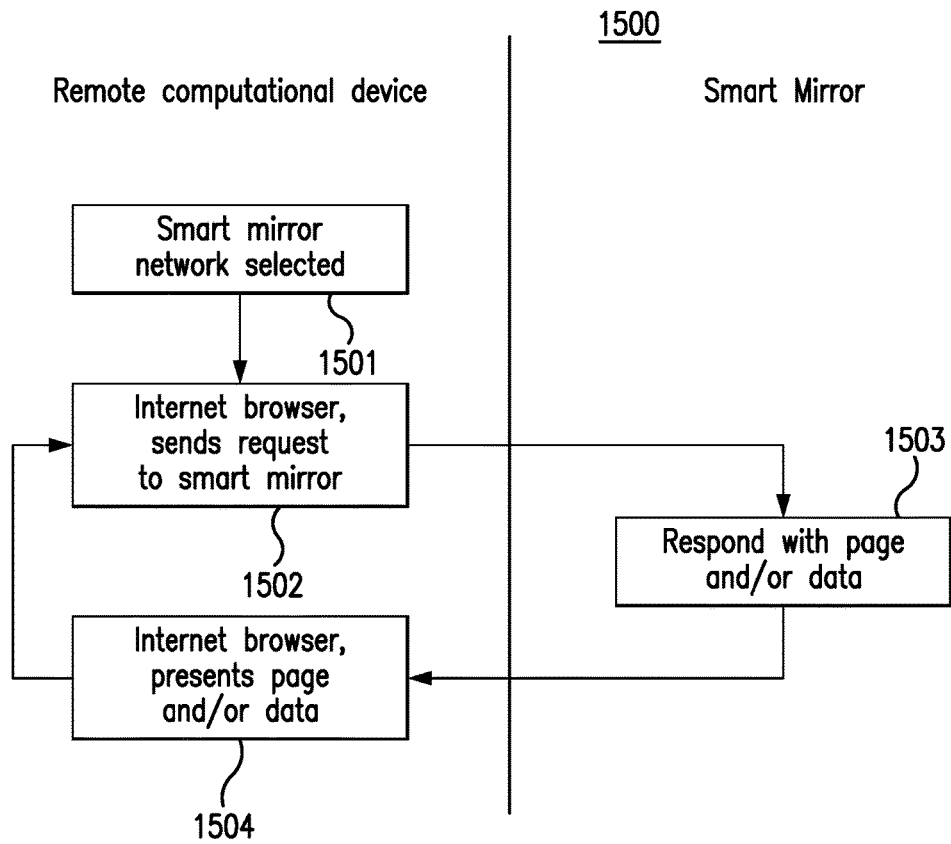 1500
Remote computational device
Smart Mirror
Smart mirror
network selected
1501
Internet browser,
sends request
to smart mirror
1502
1503
Respond with page
and/or data
Internet browser,
presents page
and/or data
1504